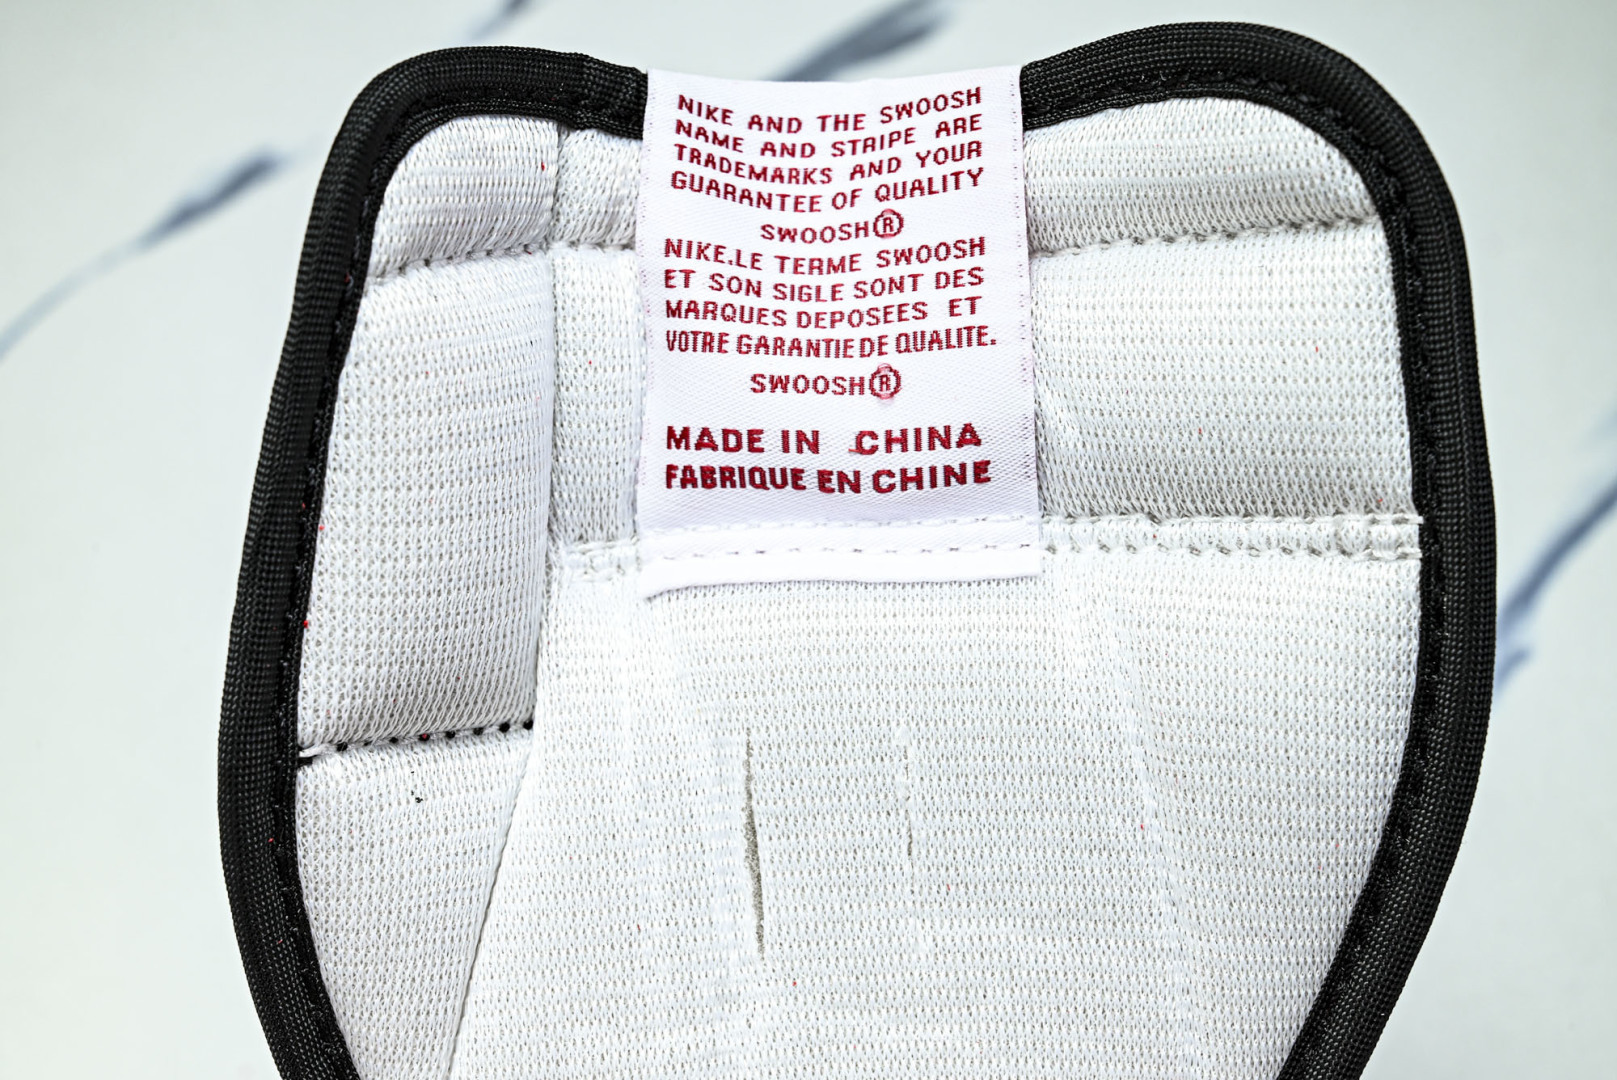 NIKE AND THE SWOOSH
NAME AND STRIPE ARE
TRADEMARKS AND YOUR
GUARANTEE OF QUALITY
SWOOSH®
NIKE.LE TERME SWOOSH
ET SON SIGLE SONT DES
MARQUES DEPOSEES ET
VOTRE GARANTIE DE QUALITE.
SWOOSH®
MADE IN CHINA
FABRIQUE EN CHINE